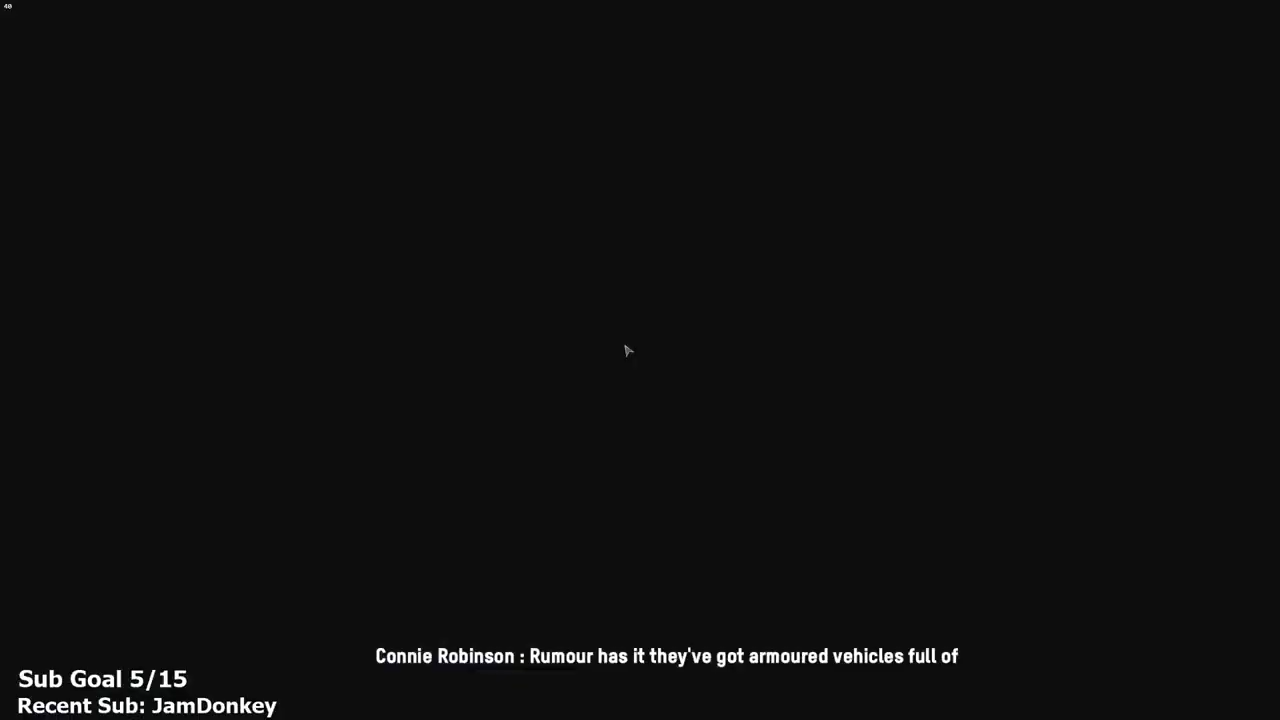 40
Connie Robinson : Rumour has it they've got armoured vehicles full of
Sub Goal 5/15
Recent Sub: JamDonkey